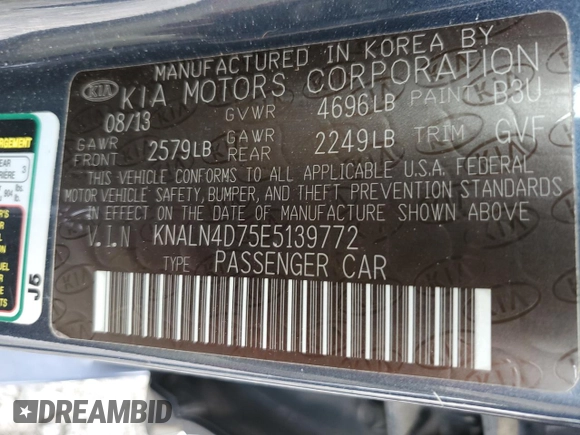 MANUFACTURED IN KOREA BY
KIA KIA MOTORS CORPORATION
08/13 GVWR 4696LB PAINT B3U
GAWR FRONT 2579LB GAWR REAR 2249LB TRIM GVF
THIS VEHICLE CONFORMS TO ALL APPLICABLE U.S.A. FEDERAL
MOTOR VEHICLE SAFETY, BUMPER, AND THEFT PREVENTION STANDARDS
IN EFFECT ON THE DATE OF MANUFACTURE SHOWN ABOVE
V.I.N KNALN4D75E5139772
TYPE PASSENGER CAR
J5
DREAMBID